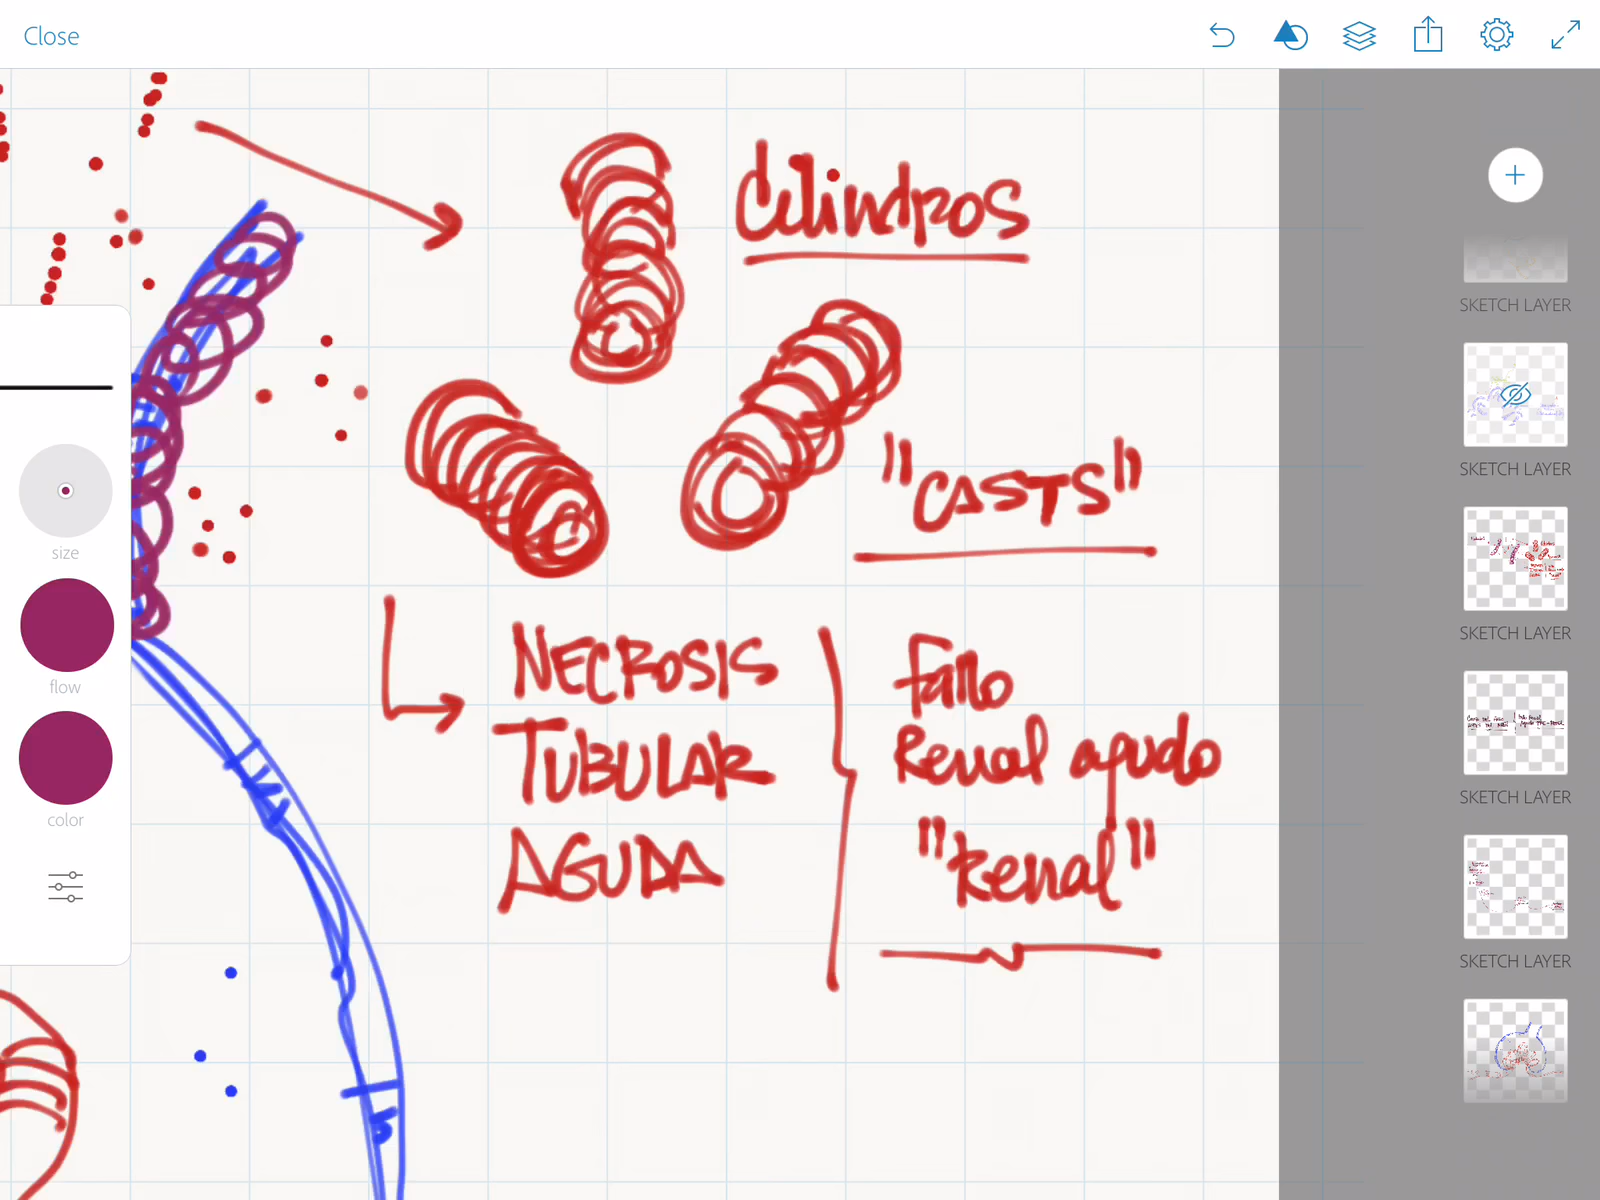 Close
Cilindros
"CASTS"
NECROSIS
TUBULAR
AGUDA
Fallo
Renal agudo
"Renal"
size
flow
color
SKETCH LAYER
SKETCH LAYER
SKETCH LAYER
SKETCH LAYER
SKETCH LAYER